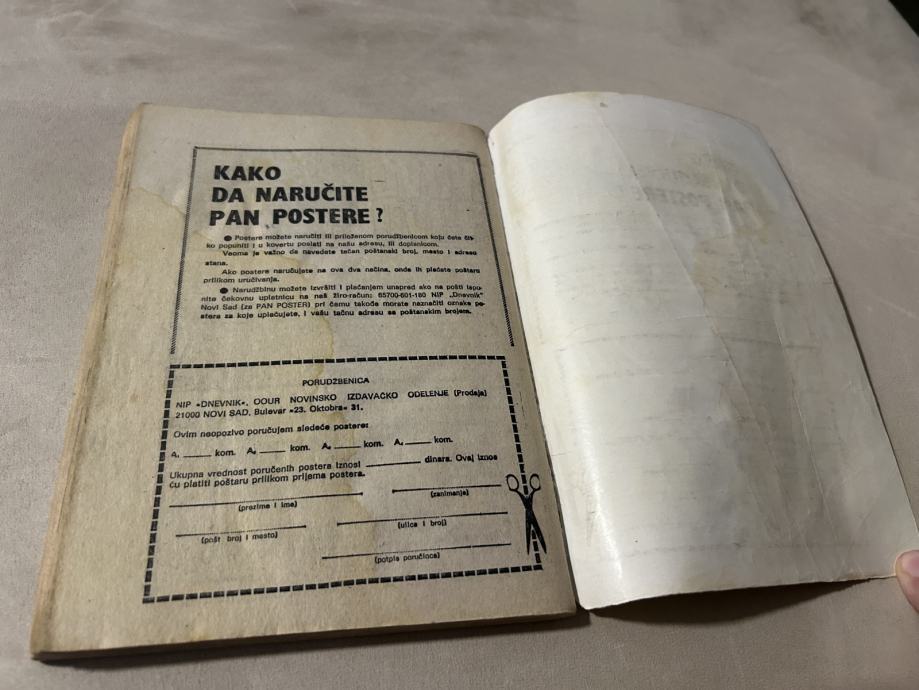 KAKO
DA NARUČITE
PAN POSTERE?
● Postere možete naručiti ili priloženom porudžbenicom koju ćete čit-
ko popuniti i u kovertu poslati na našu adresu, ili dopisnicom.
Veoma je važno da navedete tačan poštanski broj, mesto i adresu
stana.
Ako postere naručujete na ova dva načina, onda ih plaćate poštaru
prilikom uručivanja.
● Narudžbinu možete izvršiti i plaćanjem unapred ako na pošti ispu-
nite čekovnu uplatnicu na naš žiro-račun: 65700-601-180 NIP „Dnevnik"
Novi Sad (za PAN POSTER) pri čemu takođe morate naznačiti oznake po-
stera za koje uplaćujete, i vašu tačnu adresu sa poštanskim brojem.
PORUDŽBENICA
NIP »DNEVNIK«, OOUR NOVINSKO IZDAVAČKO ODELENJE (Prodaja)
21000 NOVI SAD, Bulevar »23. Oktobra« 31.
Ovim neopozivo poručujem sledeće postere:
A, ____ kom. A, ____ kom. A, ____ kom. A, ____ kom.
Ukupna vrednost poručenih postera iznosi ________ dinara. Ovaj iznos
ću platiti poštaru prilikom prijema postera.
(prezime i ime) (zanimanje)
(pošt broj i mesto) (ulica i broj)
(potpis poručioca)